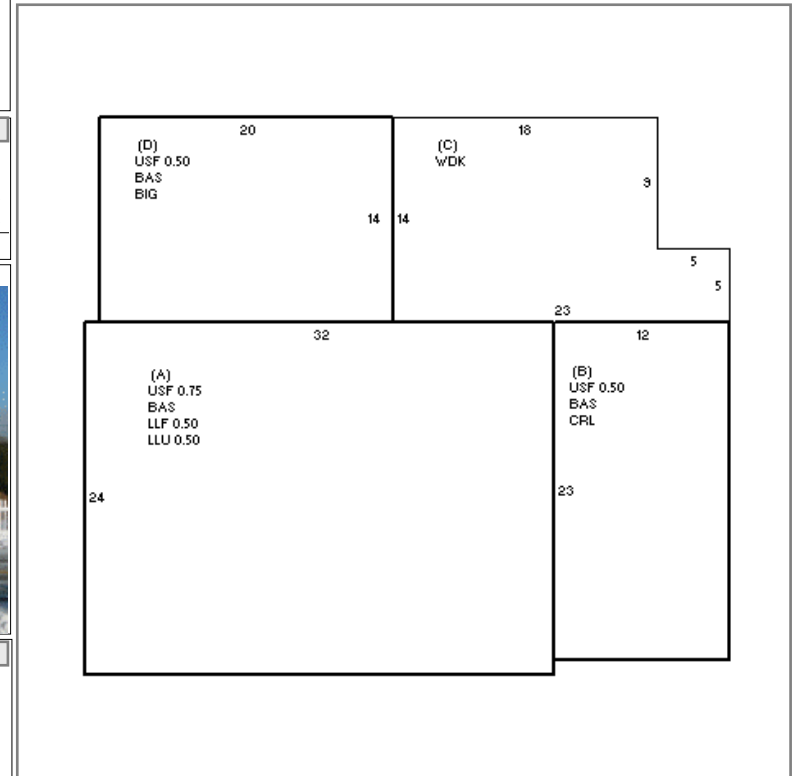 20
(D)
USF 0.50
BAS
BIG
14
18
(C)
WDK
9
14
5
5
23
32
(A)
USF 0.75
BAS
LLF 0.50
LLU 0.50
24
12
(B)
USF 0.50
BAS
CRL
23